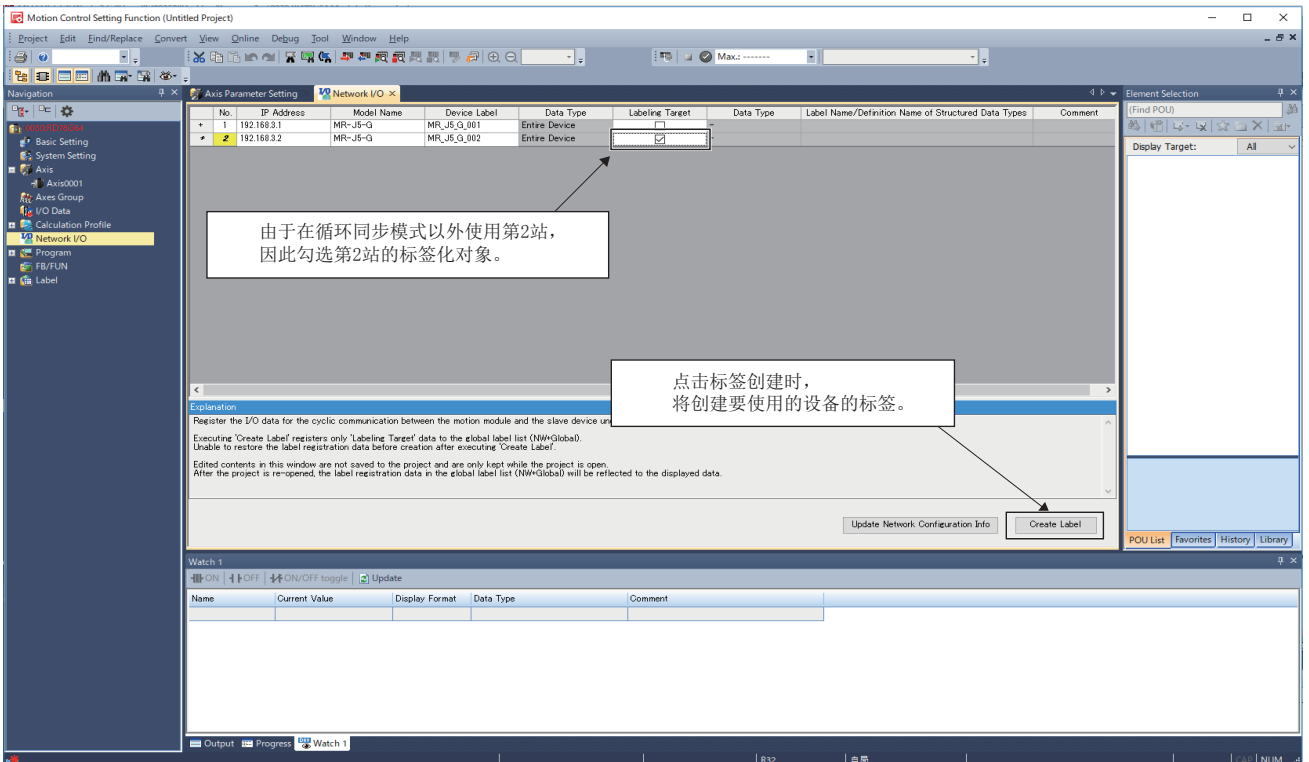 Motion Control Setting Function (Untitled Project)
Project Edit Find/Replace Convert View Online Debug Tool Window Help
Max.: -------
Navigation
Axis Parameter Setting Network I/O
Element Selection
(Find POU)
Display Target: All
Basic Setting
System Setting
Axis
Axis0001
Axes Group
I/O Data
Calculation Profile
Network I/O
Program
FB/FUN
Label
No. IP Address Model Name Device Label Data Type Labeling Target Data Type Label Name/Definition Name of Structured Data Types Comment
+ 1 192.168.3.1 MR-J5-G MR_J5_G_001 Entire Device -
2 192.168.3.2 MR-J5-G MR_J5_G_002 Entire Device -
由于在循环同步模式以外使用第2站，
因此勾选第2站的标签化对象。
点击标签创建时，
将创建要使用的设备的标签。
Explanation
Register the I/O data for the cyclic communication between the motion module and the slave device
Executing 'Create Label' registers only 'Labeling Target' data to the global label list (NW*Global).
Unable to restore the label registration data before creation after executing 'Create Label'.
Edited contents in this window are not saved to the project and are only kept while the project is open.
After the project is re-opened, the label registration data in the global label list (NW*Global) will be reflected to the displayed data.
Update Network Configuration Info Create Label
POU List Favorites History Library
Watch 1
ON OFF ON/OFF toggle Update
Name Current Value Display Format Data Type Comment
Output Progress Watch 1
R32 自局 CAP NUM